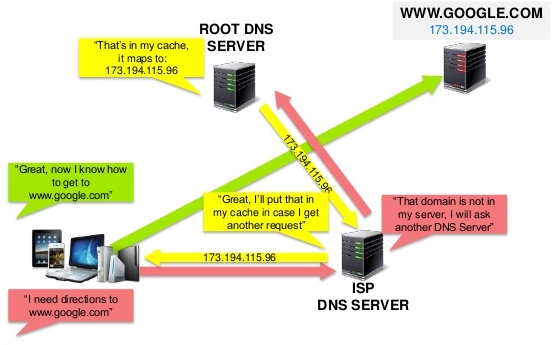 WWW.GOOGLE.COM
173.194.115.96
ROOT DNS
SERVER
“That’s in my cache,
it maps to:
173.194.115.96
173.194.115.96
“Great, now I know how
to get to
www.google.com”
“Great, I’ll put that in
my cache in case I get
another request”
“That domain is not in
my server, I will ask
another DNS Server”
173.194.115.96
ISP
DNS SERVER
“I need directions to
www.google.com”